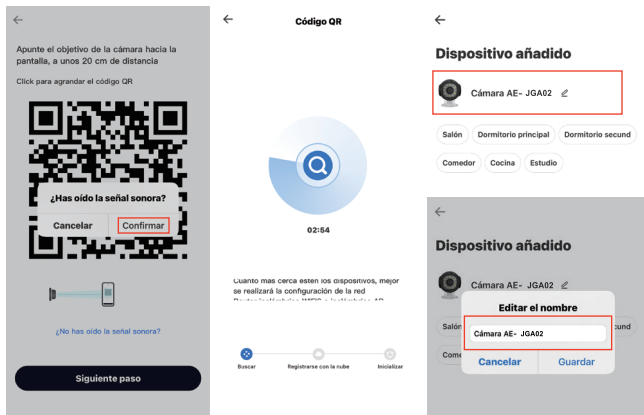 Apunte el objetivo de la cámara hacia la
pantalla, a unos 20 cm de distancia
Click para agrandar el código QR
¿Has oído la señal sonora?
Cancelar
Confirmar
¿No has oído la señal sonora?
Siguiente paso
Código QR
02:54
Cuanto más cerca estén los dispositivos, mejor
se realizará la configuración de la red
Buscar
Registrarse con la nube
Inicializar
Dispositivo añadido
Cámara AE- JGA02
Salón
Dormitorio principal
Dormitorio secund
Comedor
Cocina
Estudio
Dispositivo añadido
Cámara AE- JGA02
Salón
cund
Come
Editar el nombre
Cámara AE- JGA02
Cancelar
Guardar